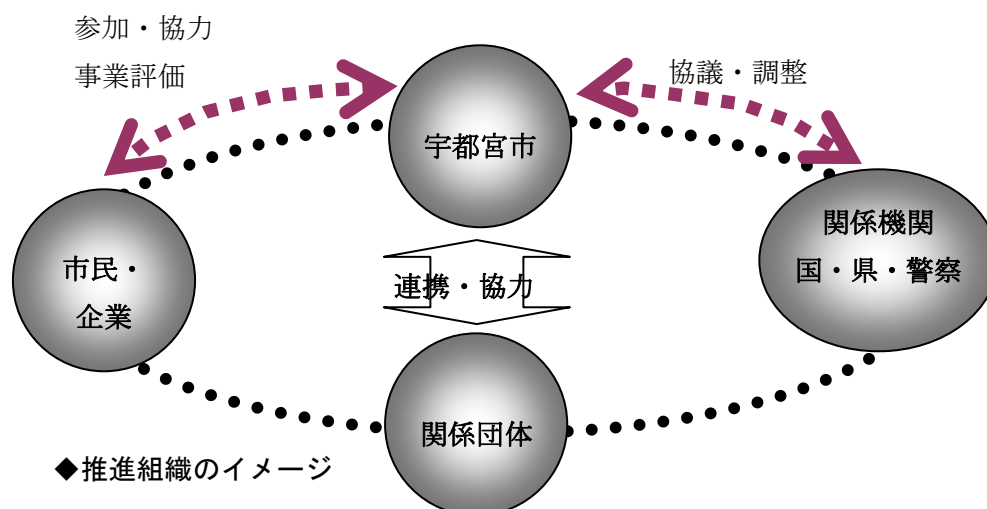 参加・協力
事業評価
協議・調整
宇都宮市
関係機関
国・県・警察
市民・
企業
連携・協力
関係団体
◆推進組織のイメージ